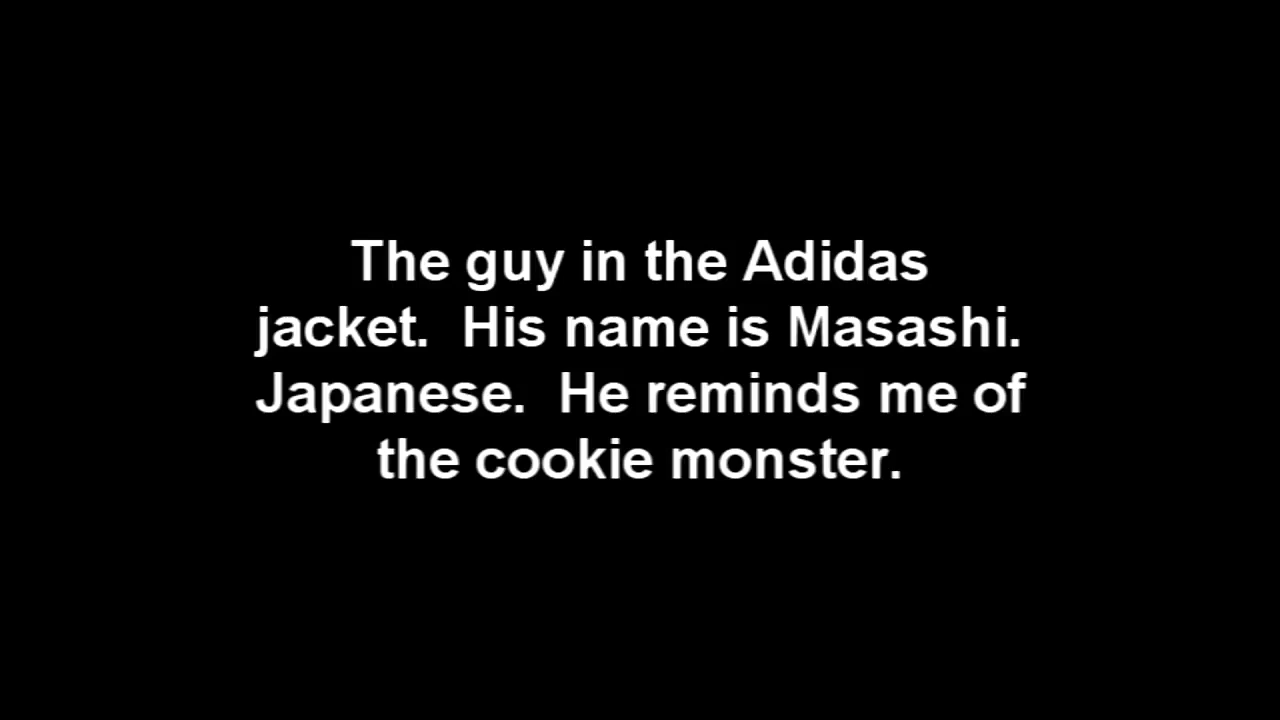 The guy in the Adidas
jacket.  His name is Masashi.
Japanese.  He reminds me of
the cookie monster.